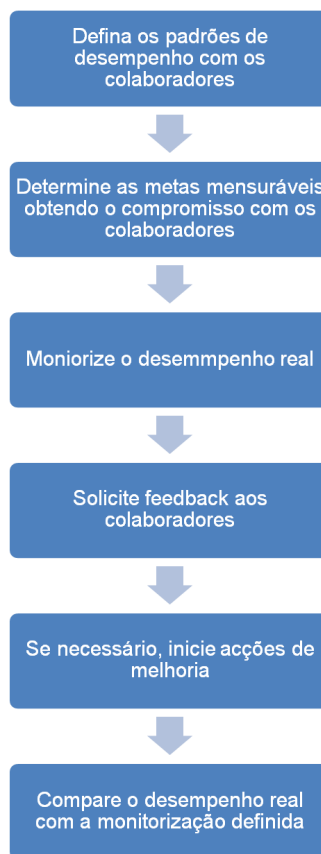 Defina os padrões de
desempenho com os
colaboradores
Determine as metas mensuráveis
obtendo o compromisso com os
colaboradores
Moniorize o desemmpenho real
Solicite feedback aos
colaboradores
Se necessário, inicie acções de
melhoria
Compare o desempenho real
com a monitorização definida